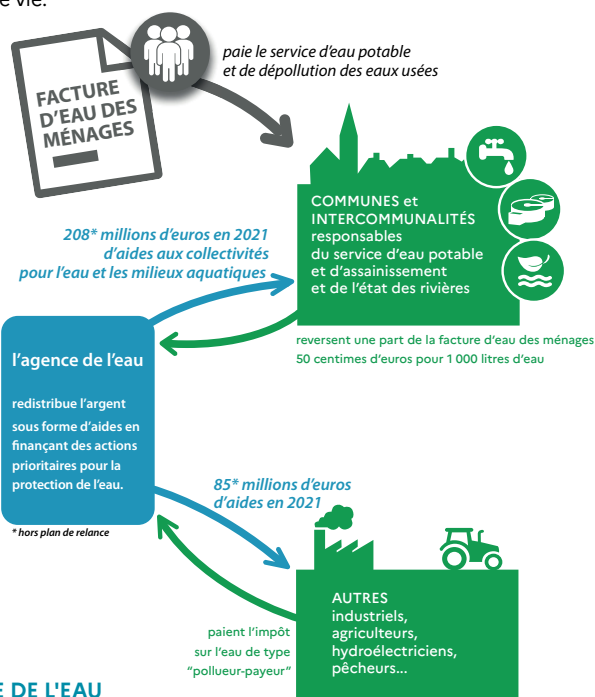 e vie.
FACTURE
D'EAU DES
MÉNAGES
paie le service d'eau potable
et de dépollution des eaux usées
COMMUNES et
INTERCOMMUNALITÉS
responsables
du service d'eau potable
et d'assainissement
et de l'état des rivières
208* millions d'euros en 2021
d'aides aux collectivités
pour l'eau et les milieux aquatiques
reversent une part de la facture d'eau des ménages
50 centimes d'euros pour 1 000 litres d'eau
l'agence de l'eau
redistribue l'argent
sous forme d'aides en
finançant des actions
prioritaires pour la
protection de l'eau.
* hors plan de relance
85* millions d'euros
d'aides en 2021
AUTRES
industriels,
agriculteurs,
hydroélectriciens,
pêcheurs...
paient l'impôt
sur l'eau de type
"pollueur-payeur"
E DE L'EAU